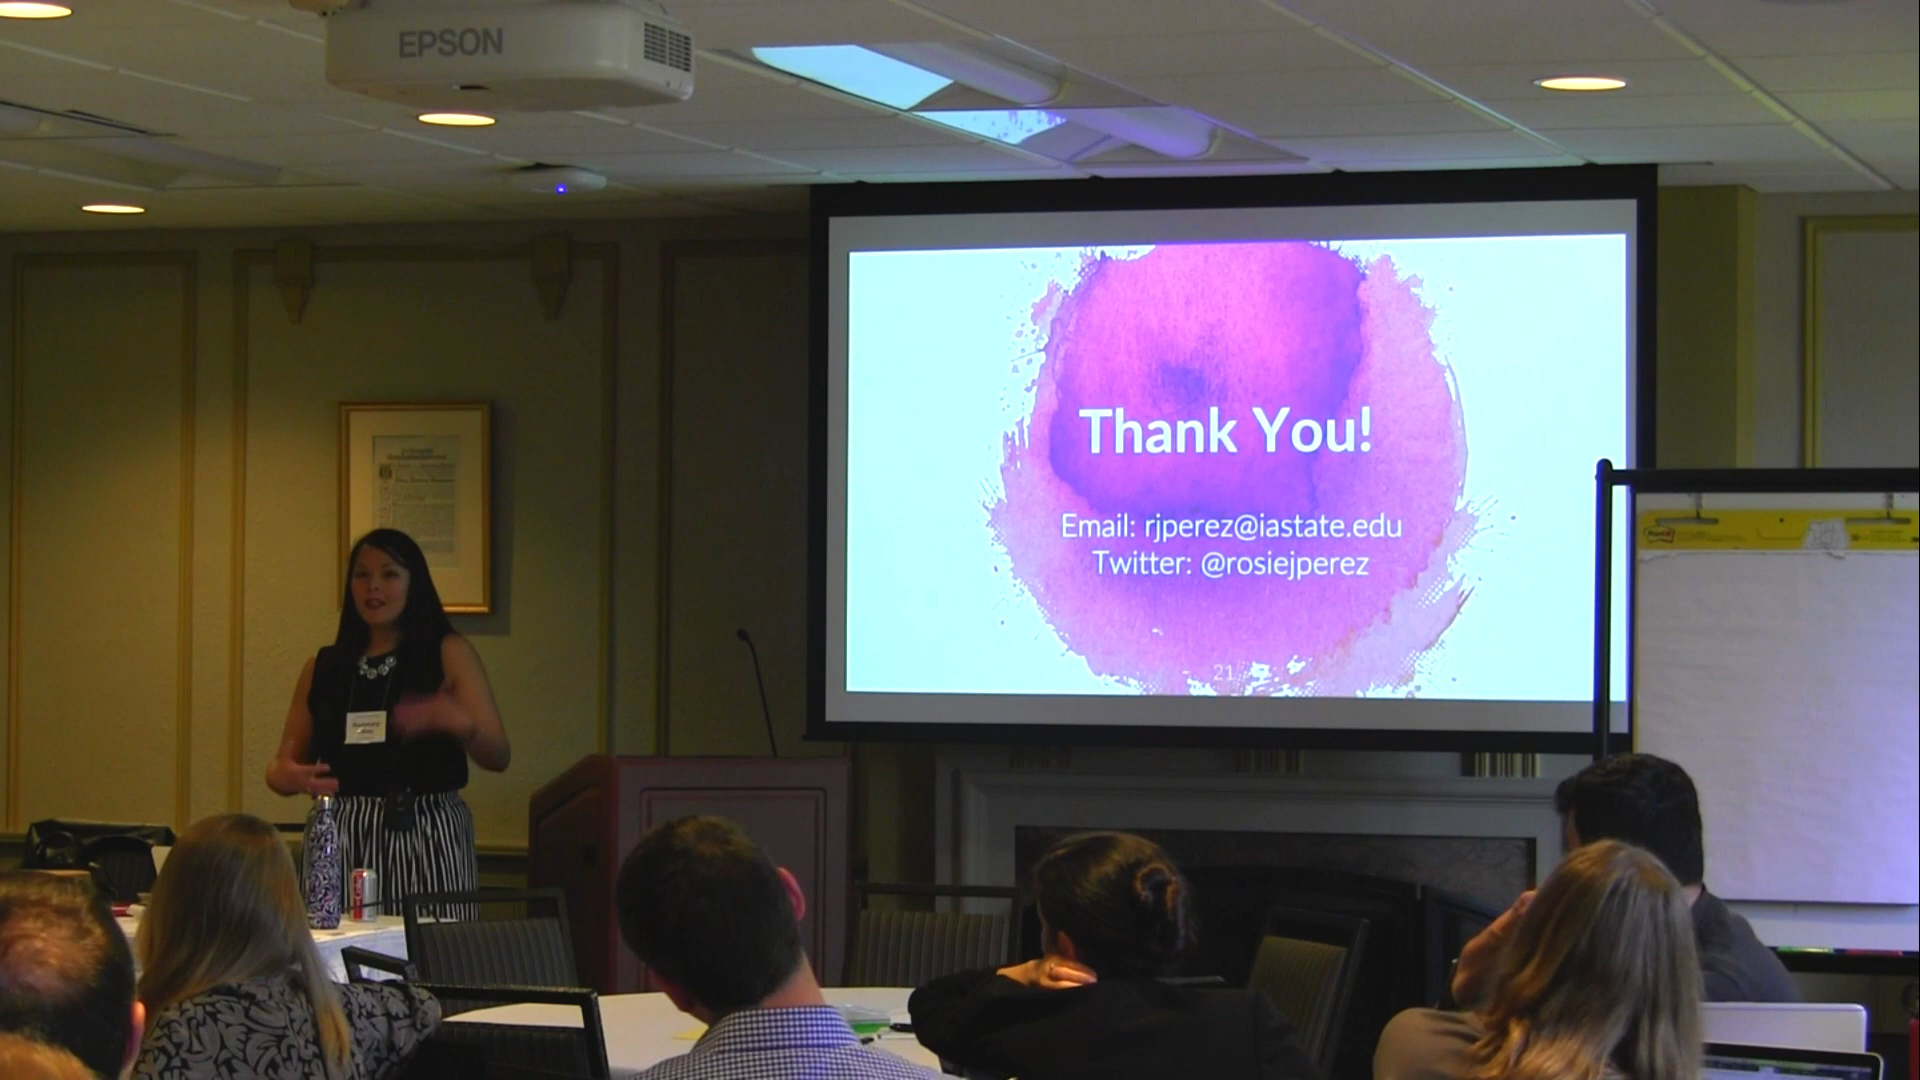 EPSON
Thank You!
Email: rjperez@iastate.edu
Twitter: @rosiejperez
21